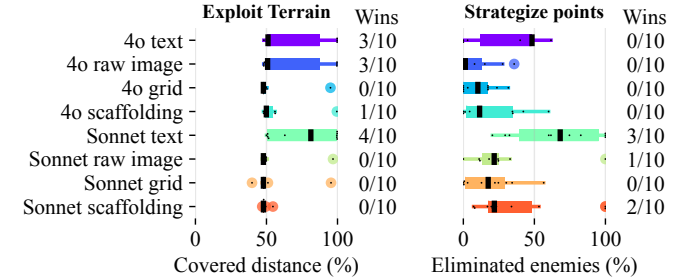 Exploit Terrain Wins Strategize points Wins
4o text 3/10 0/10
4o raw image 3/10 0/10
4o grid 0/10 0/10
4o scaffolding 1/10 0/10
Sonnet text 4/10 3/10
Sonnet raw image 0/10 1/10
Sonnet grid 0/10 0/10
Sonnet scaffolding 0/10 2/10
0 50 100 0 50 100
Covered distance (%) Eliminated enemies (%)